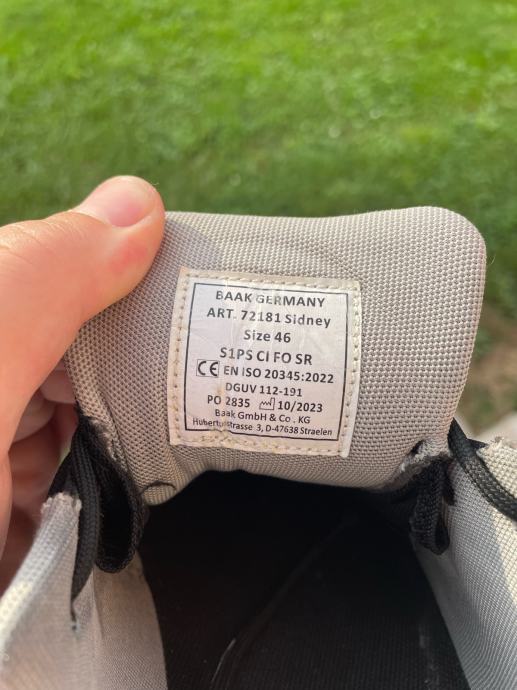 BAAK GERMANY
ART. 72181 Sidney
Size 46
S1PS CI FO SR
CE EN ISO 20345:2022
DGUV 112-191
PO 2835 10/2023
Baak GmbH & Co. KG
Hubertusstrasse 3, D-47638 Straelen